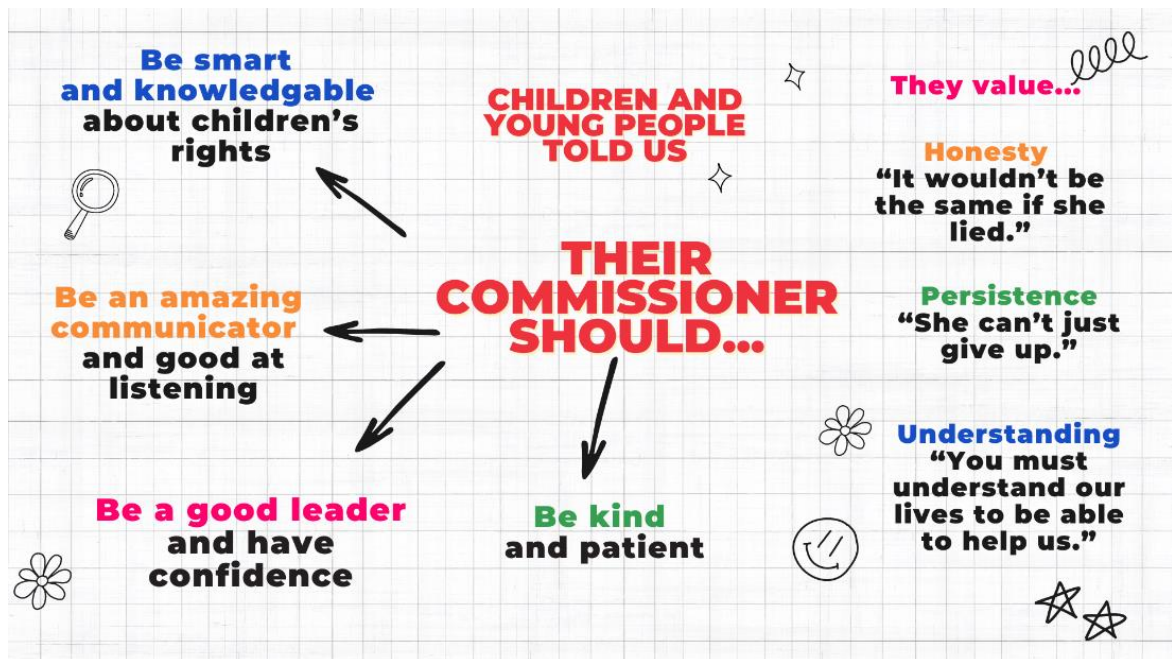 CHILDREN AND
YOUNG PEOPLE
TOLD US
THEIR
COMMISSIONER
SHOULD...
Be smart
and knowledgable
about children's
rights
Be an amazing
communicator
and good at
listening
Be a good leader
and have
confidence
Be kind
and patient
They value...
Honesty
“It wouldn't be
the same if she
lied.”
Persistence
“She can't just
give up.”
Understanding
“You must
understand our
lives to be able
to help us.”